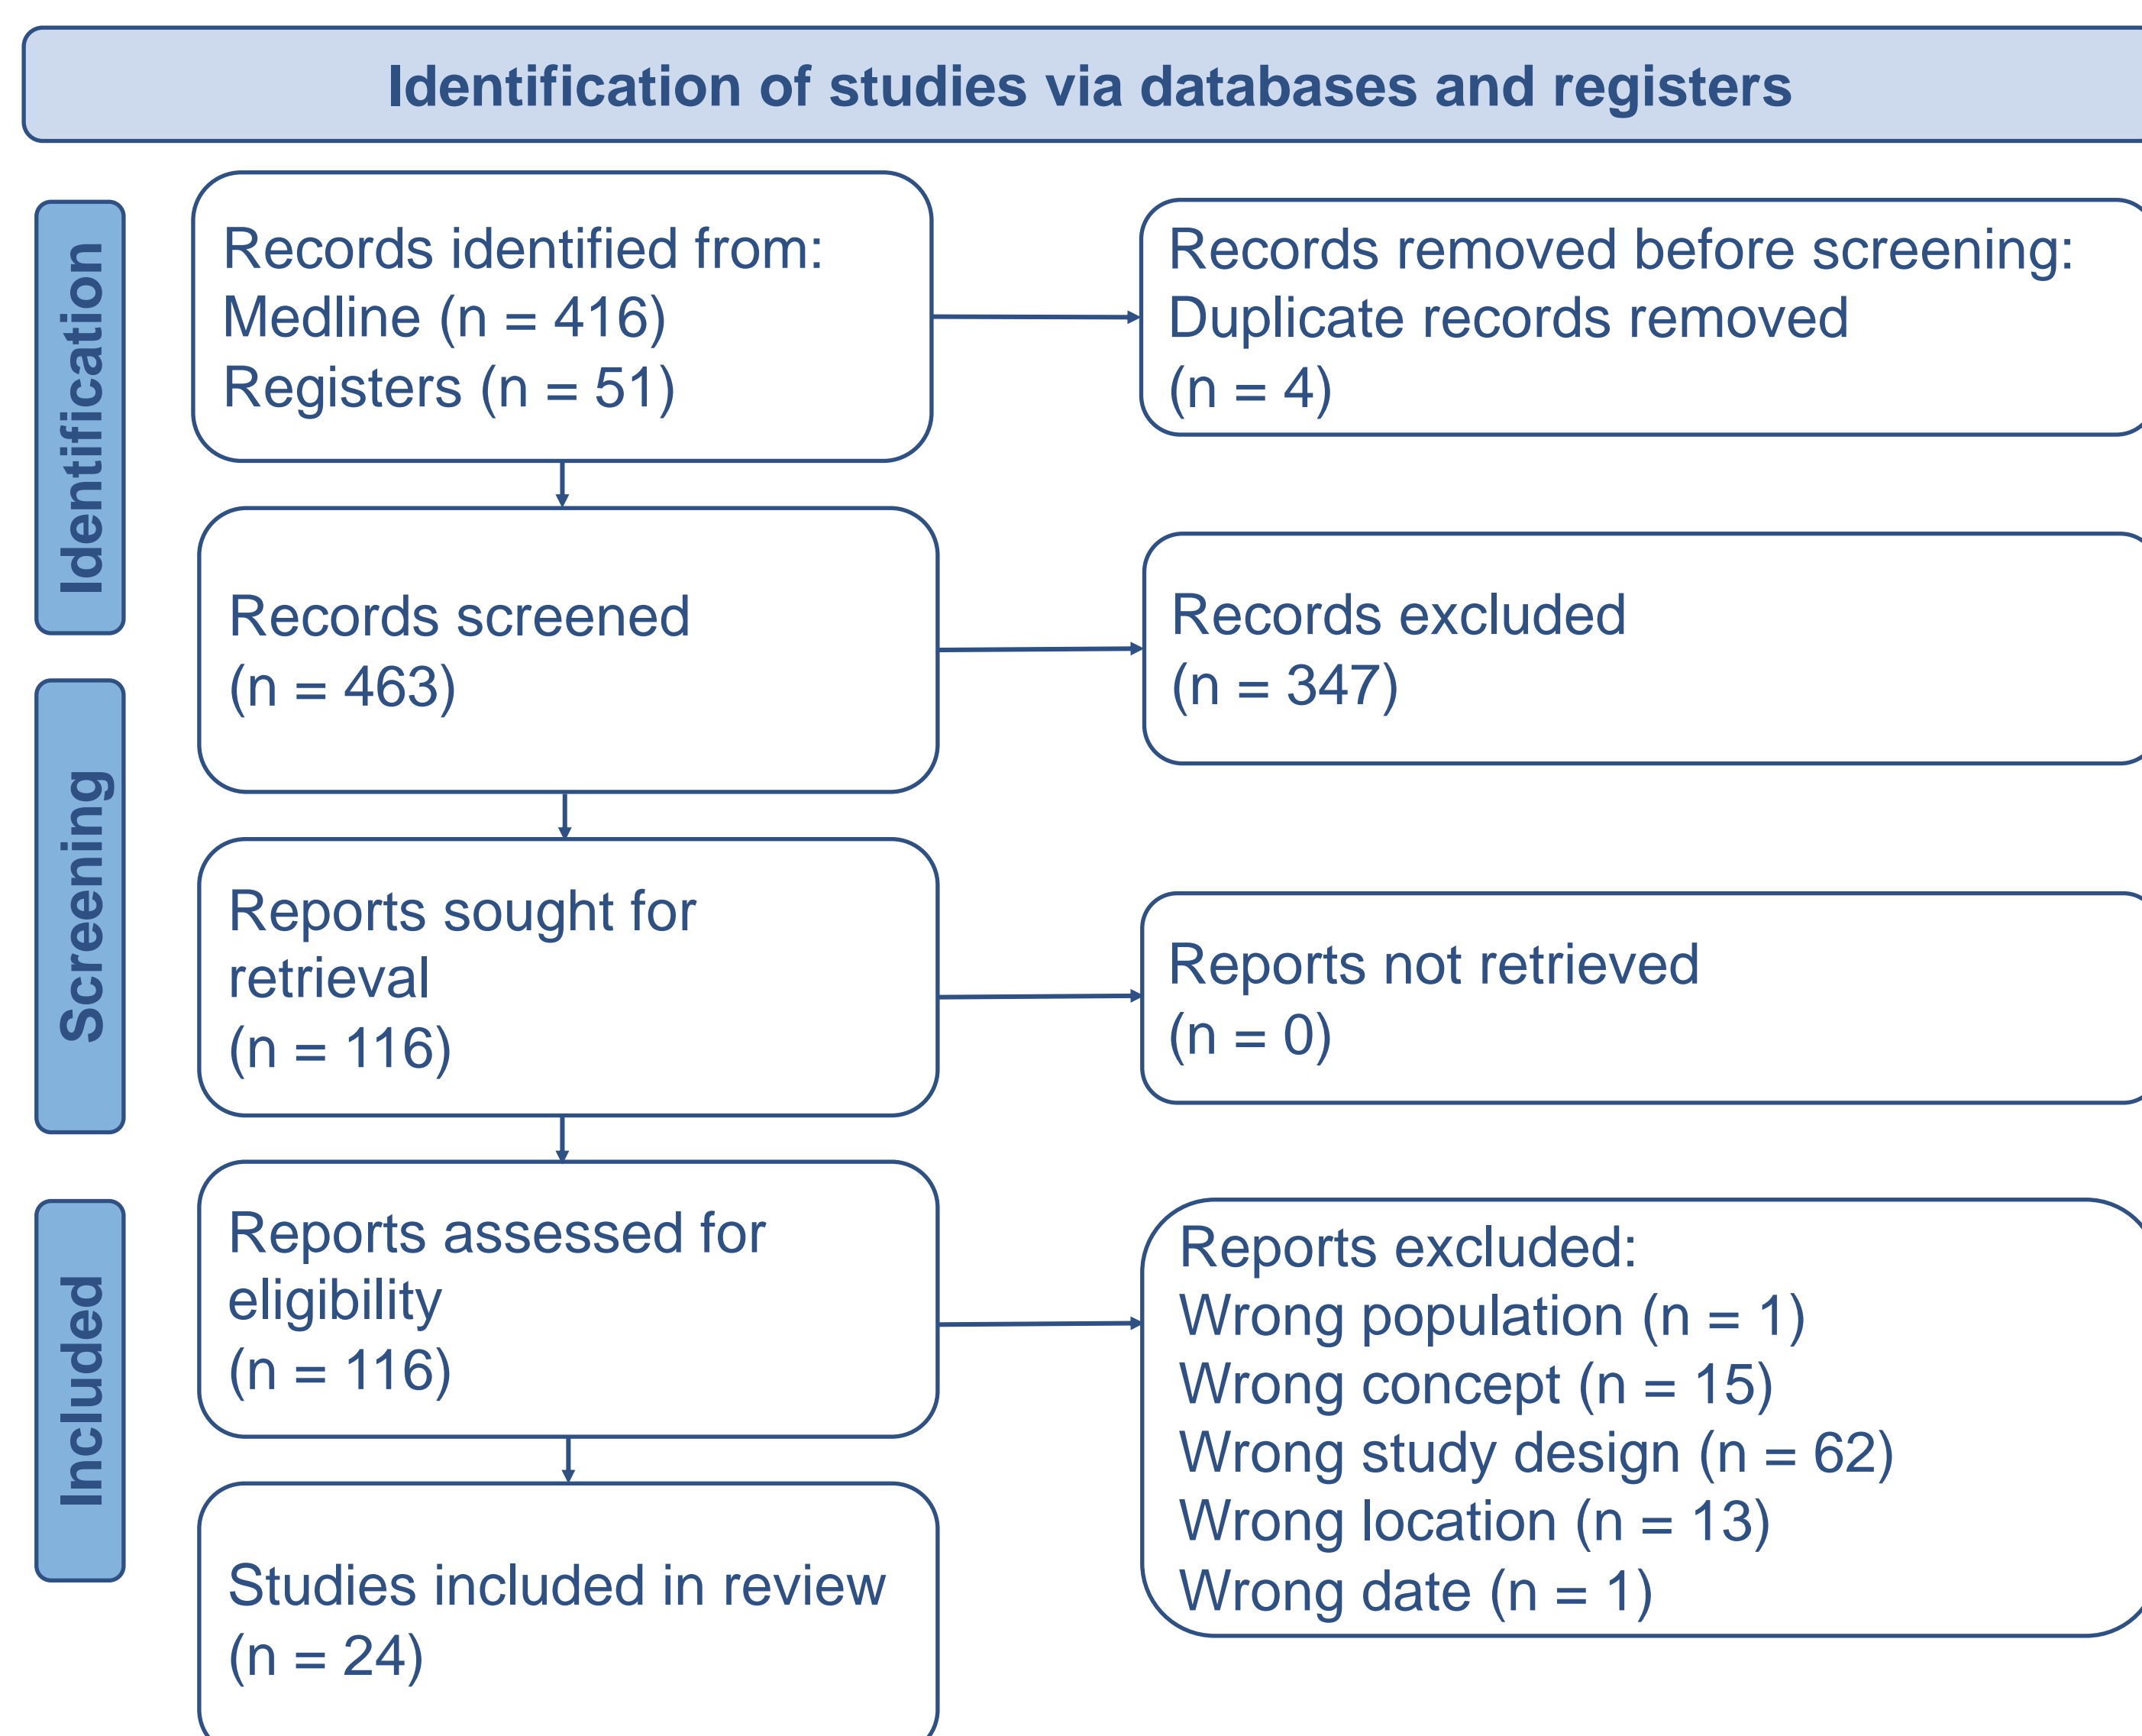 Identification of studies via databases and registers
Identification
Records identified from:
Medline (n = 416)
Registers (n = 51)
Records removed before screening:
Duplicate records removed
(n = 4)
Records screened
(n = 463)
Records excluded
(n = 347)
Screening
Reports sought for
retrieval
(n = 116)
Reports not retrieved
(n = 0)
Included
Reports assessed for
eligibility
(n = 116)
Reports excluded:
Wrong population (n = 1)
Wrong concept (n = 15)
Wrong study design (n = 62)
Wrong location (n = 13)
Wrong date (n = 1)
Studies included in review
(n = 24)